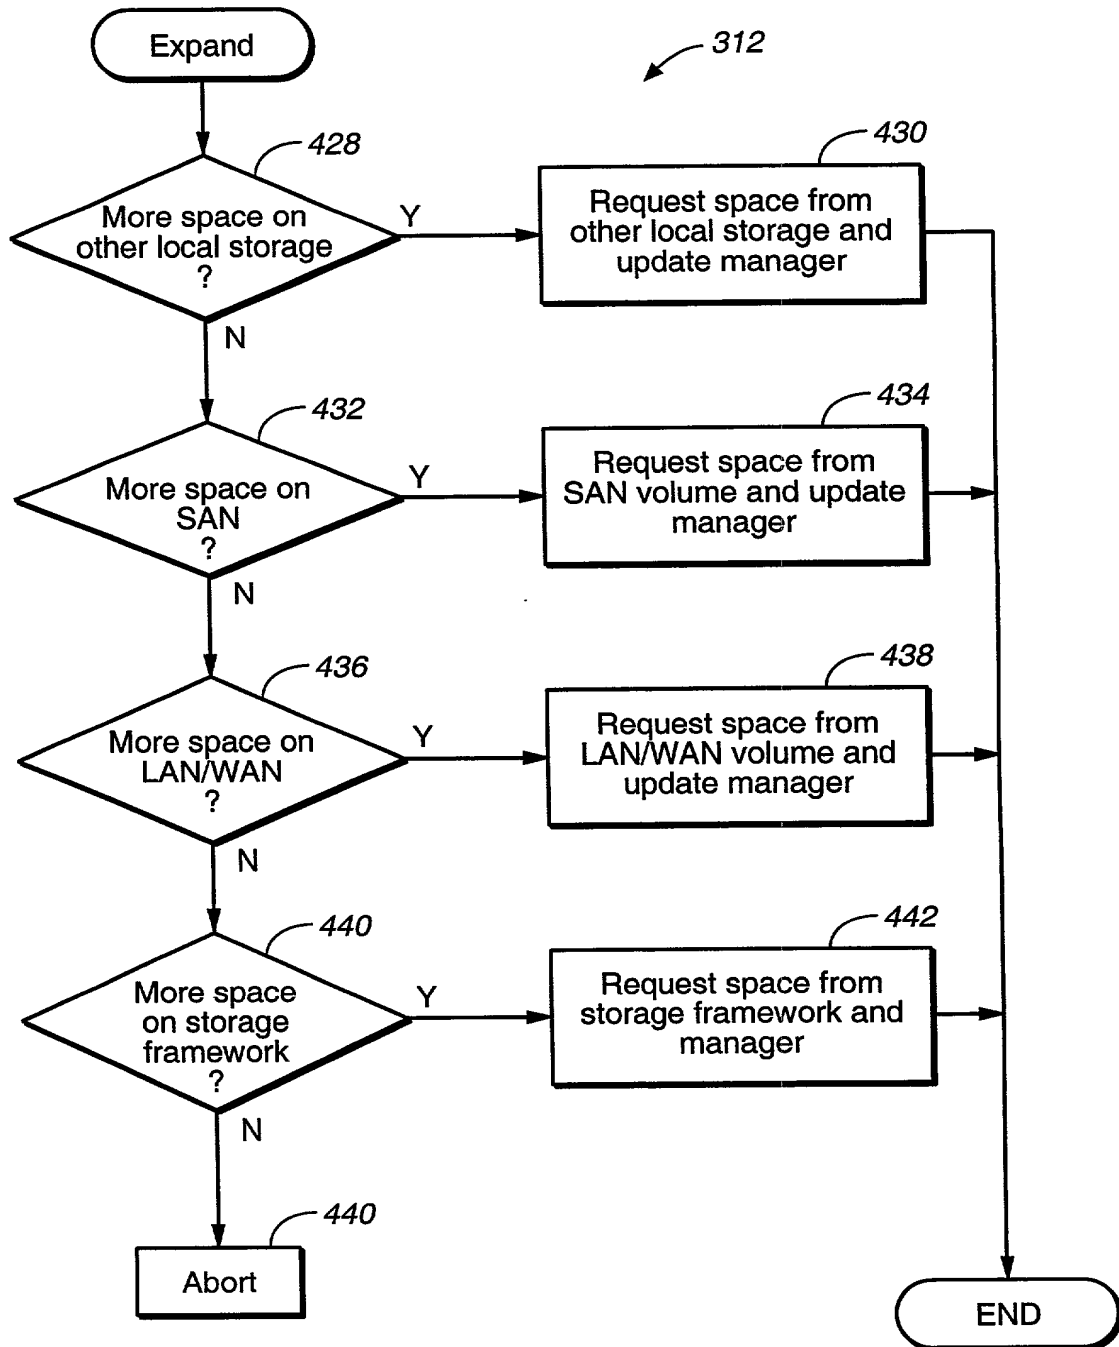 Expand
312
428
More space on
other local storage
?
Y
N
430
Request space from
other local storage and
update manager
432
More space on
SAN
?
Y
N
434
Request space from
SAN volume and update
manager
436
More space on
LAN/WAN
?
Y
N
438
Request space from
LAN/WAN volume and
update manager
440
More space
on storage
framework
?
Y
N
442
Request space from
storage framework and
manager
440
Abort
END